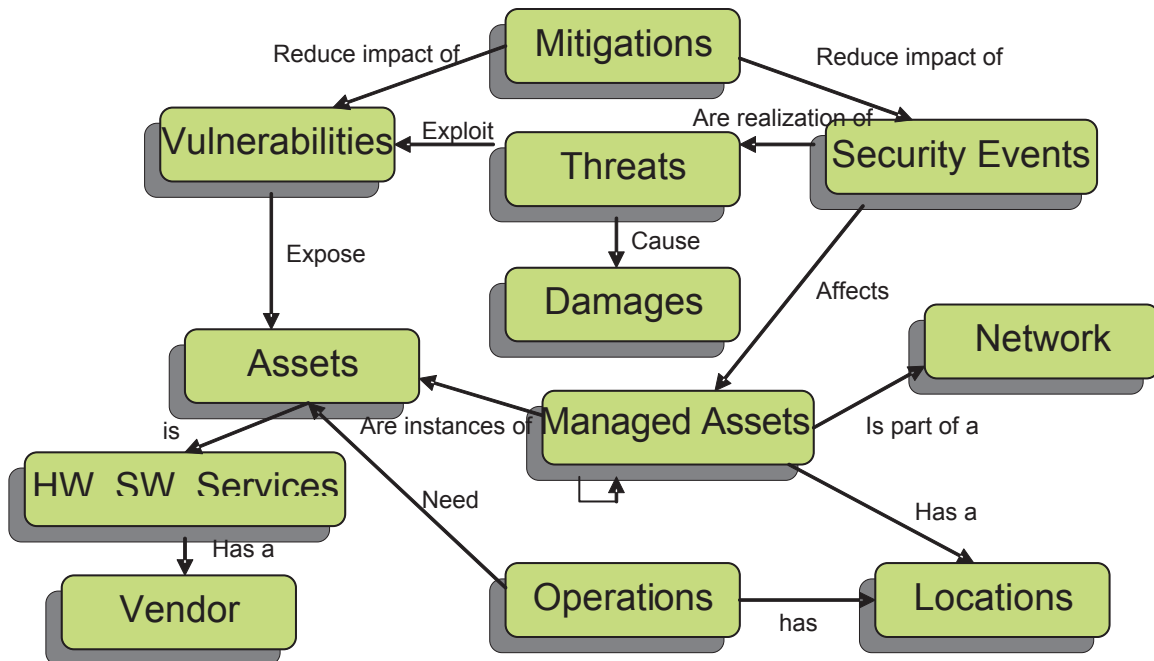 Mitigations
Reduce impact of
Reduce impact of
Vulnerabilities
Exploit
Threats
Are realization of
Security Events
Expose
Cause
Damages
Affects
Network
Assets
Are instances of
Managed Assets
Is part of a
is
HW SW Services
Need
Has a
Has a
Vendor
Operations
has
Locations